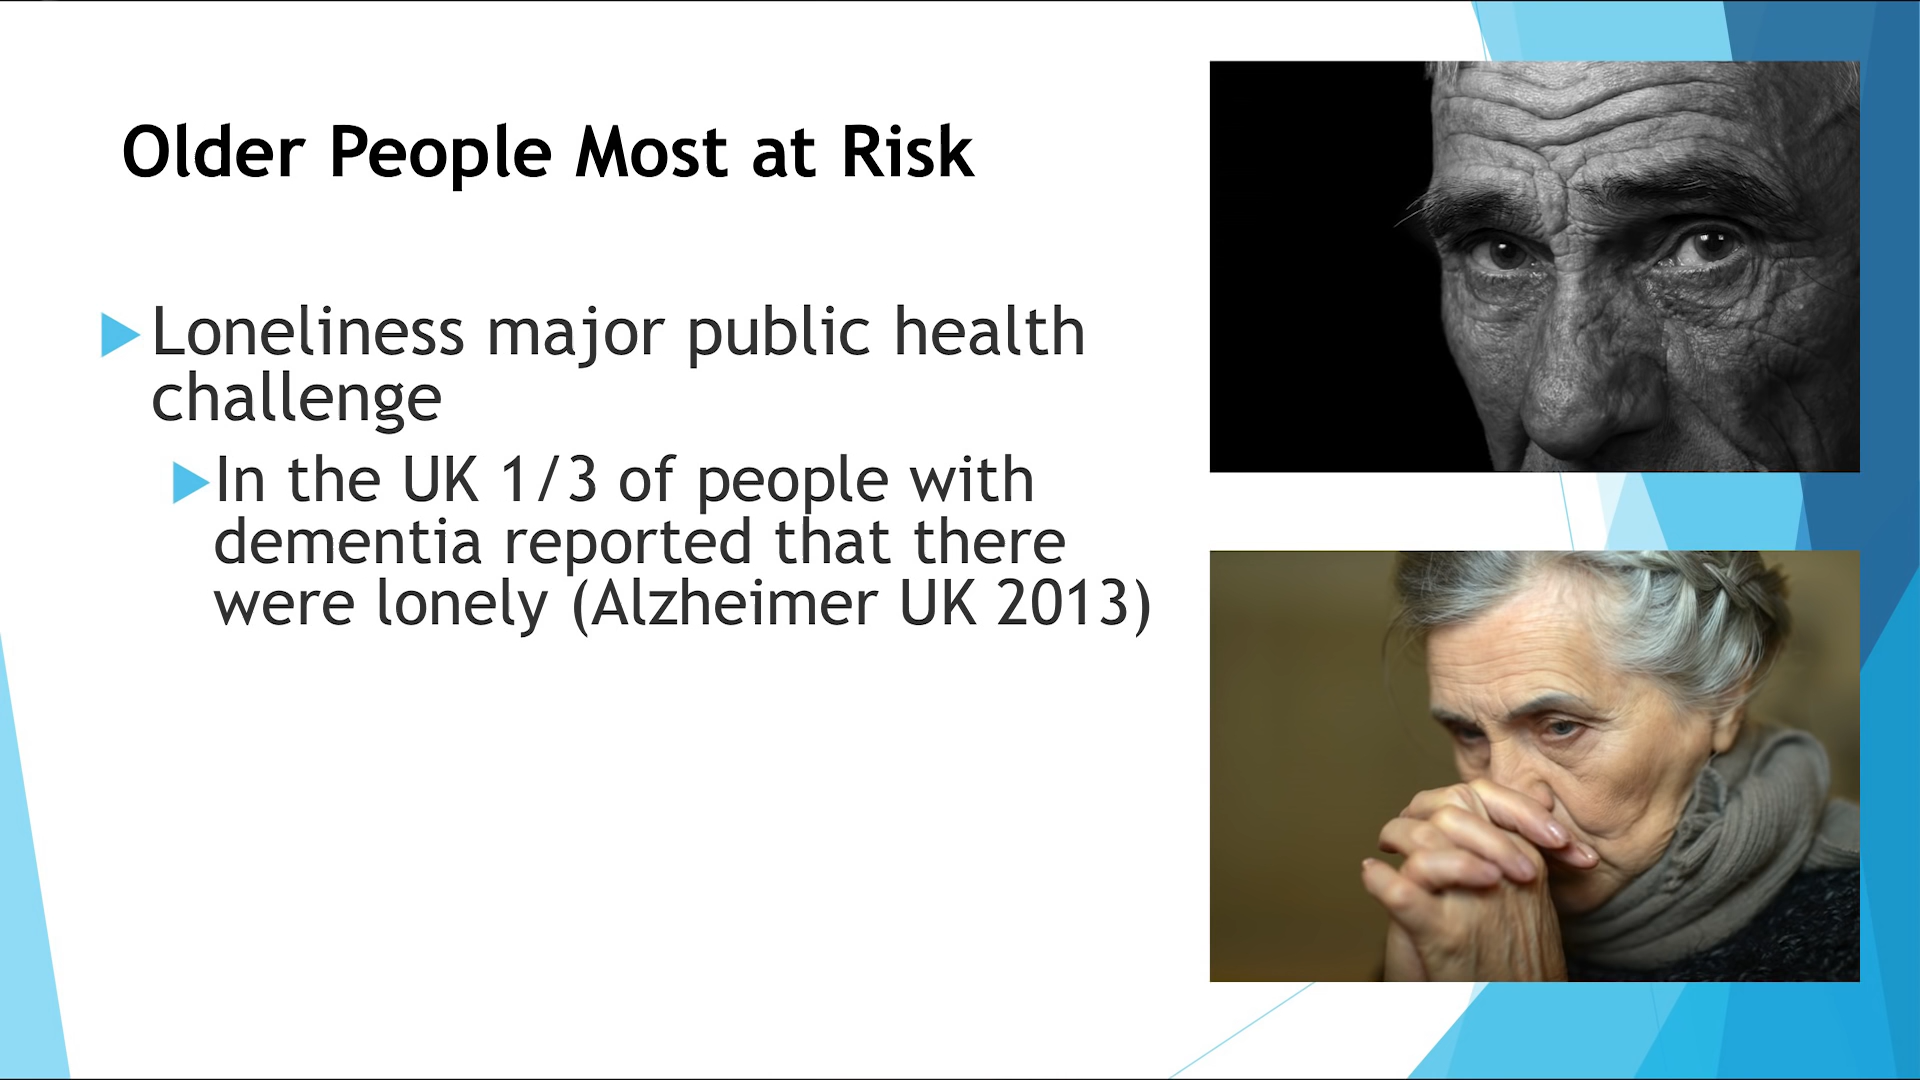 Older People Most at Risk
Loneliness major public health
challenge
In the UK 1/3 of people with
dementia reported that there
were lonely (Alzheimer UK 2013)